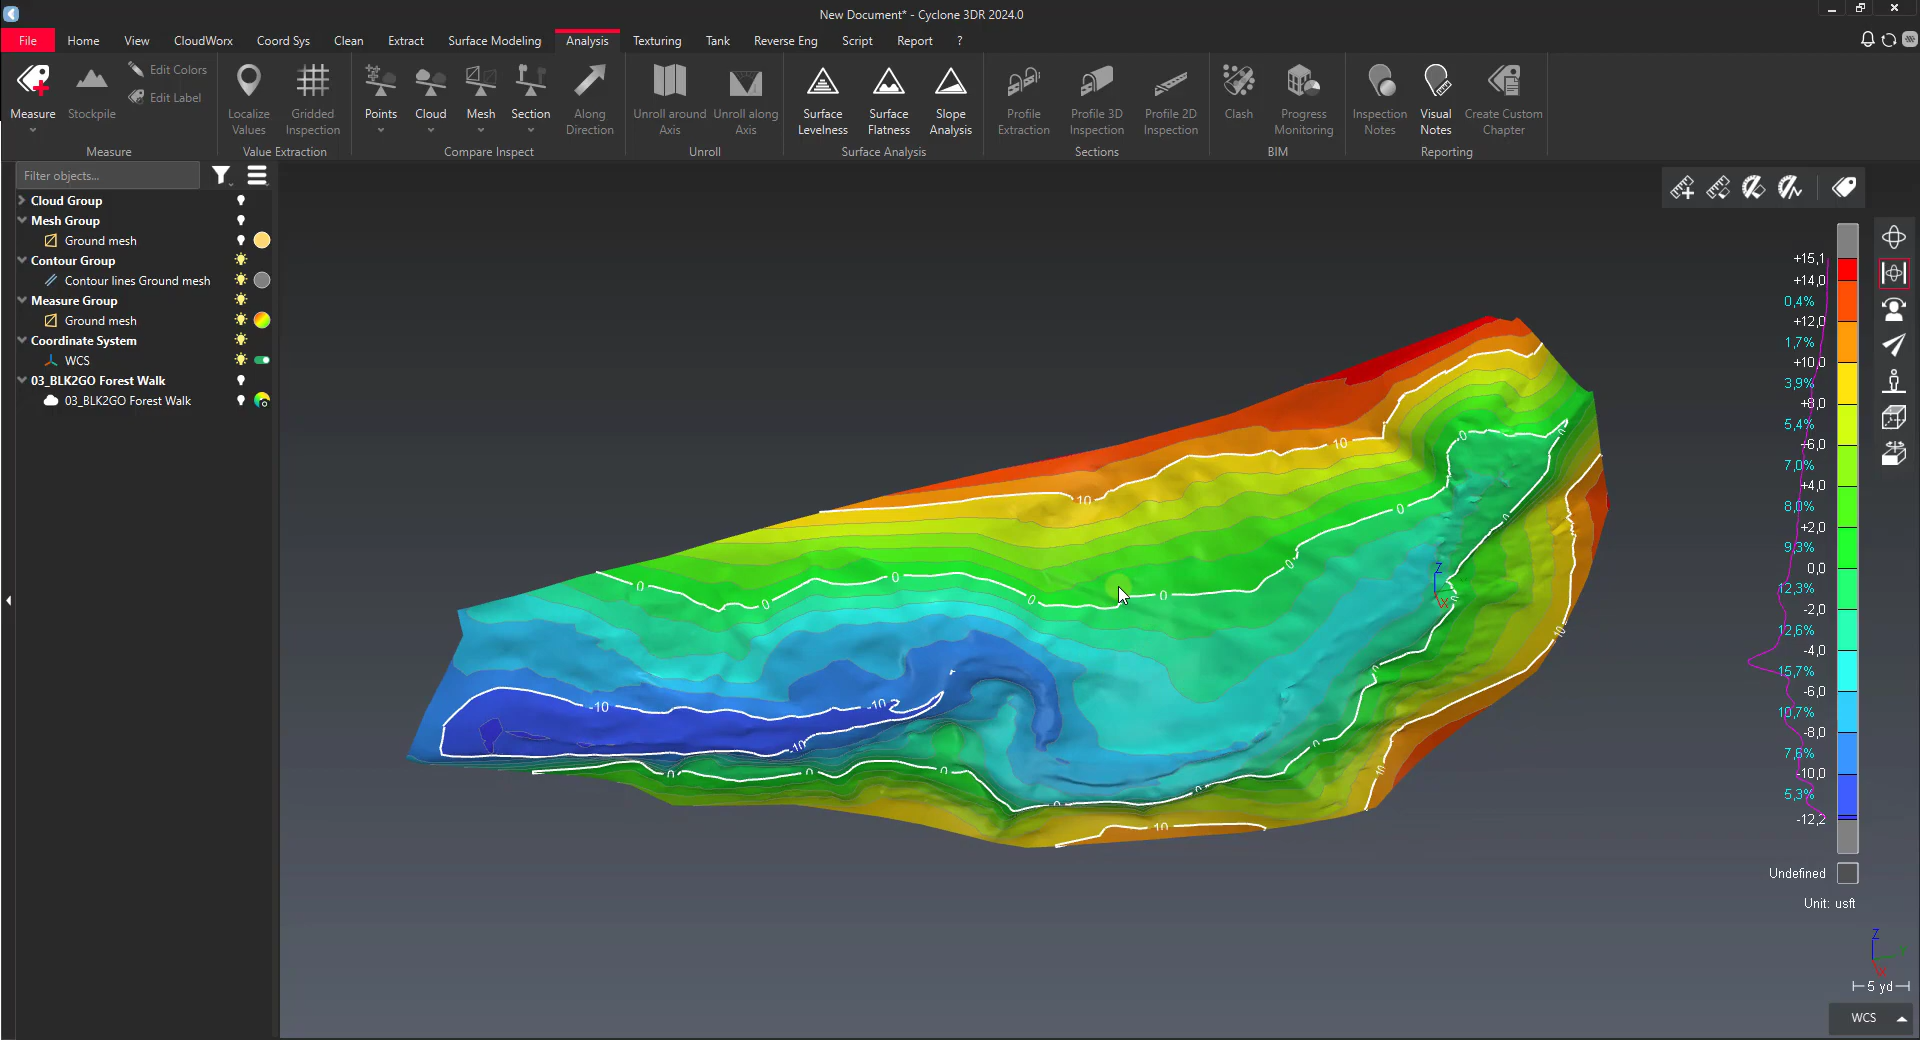 New Document* - Cyclone 3DR 2024.0
File Home View CloudWorx Coord Sys Clean Extract Surface Modeling Analysis Texturing Tank Reverse Eng Script Report ?
Measure
Stockpile
Edit Colors
Edit Label
Measure
Localize Values
Gridded Inspection
Value Extraction
Points
Cloud
Mesh
Section
Along Direction
Compare Inspect
Unroll around Axis
Unroll along Axis
Unroll
Surface Levelness
Surface Flatness
Slope Analysis
Surface Analysis
Profile Extraction
Profile 3D Inspection
Profile 2D Inspection
Sections
Clash
Progress Monitoring
BIM
Inspection Notes
Visual Notes
Create Custom Chapter
Reporting
Filter objects...
Cloud Group
Mesh Group
Ground mesh
Contour Group
Contour lines Ground mesh
Measure Group
Ground mesh
Coordinate System
WCS
03_BLK2GO Forest Walk
03_BLK2GO Forest Walk
10
10
0
0
0
0
0
0
0
0
0
Z
X
0
10
0
-10
-10
-10
0
0
0
0
0
0
10
10
+15,1
+14,0
0,4%
+12,0
1,7%
+10,0
3,9%
+8,0
5,4%
+6,0
7,0%
+4,0
8,0%
+2,0
9,3%
0,0
12,3%
-2,0
12,6%
-4,0
15,7%
-6,0
10,7%
-8,0
7,6%
-10,0
5,3%
-12,2
Undefined
Unit: usft
Z
X
5 yd
WCS